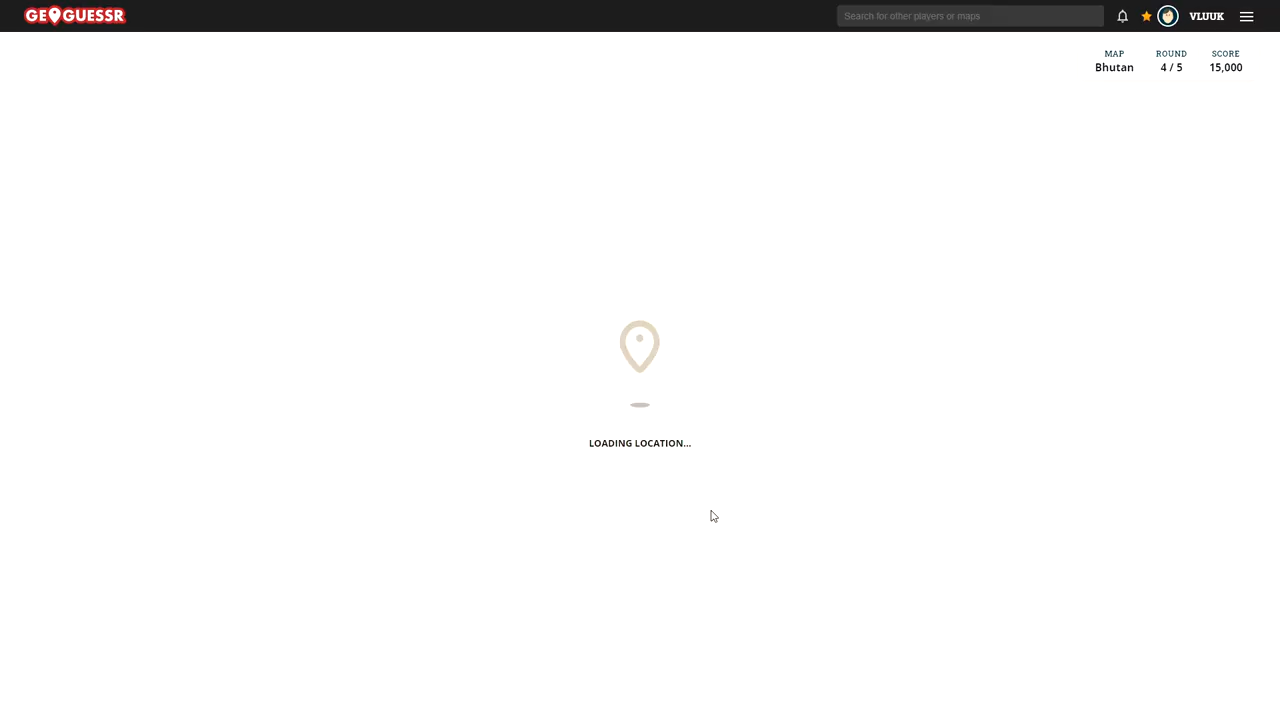 GEOGUESSR
Search for other players or maps
VLUUK
MAP ROUND SCORE
Bhutan 4 / 5 15,000
LOADING LOCATION...